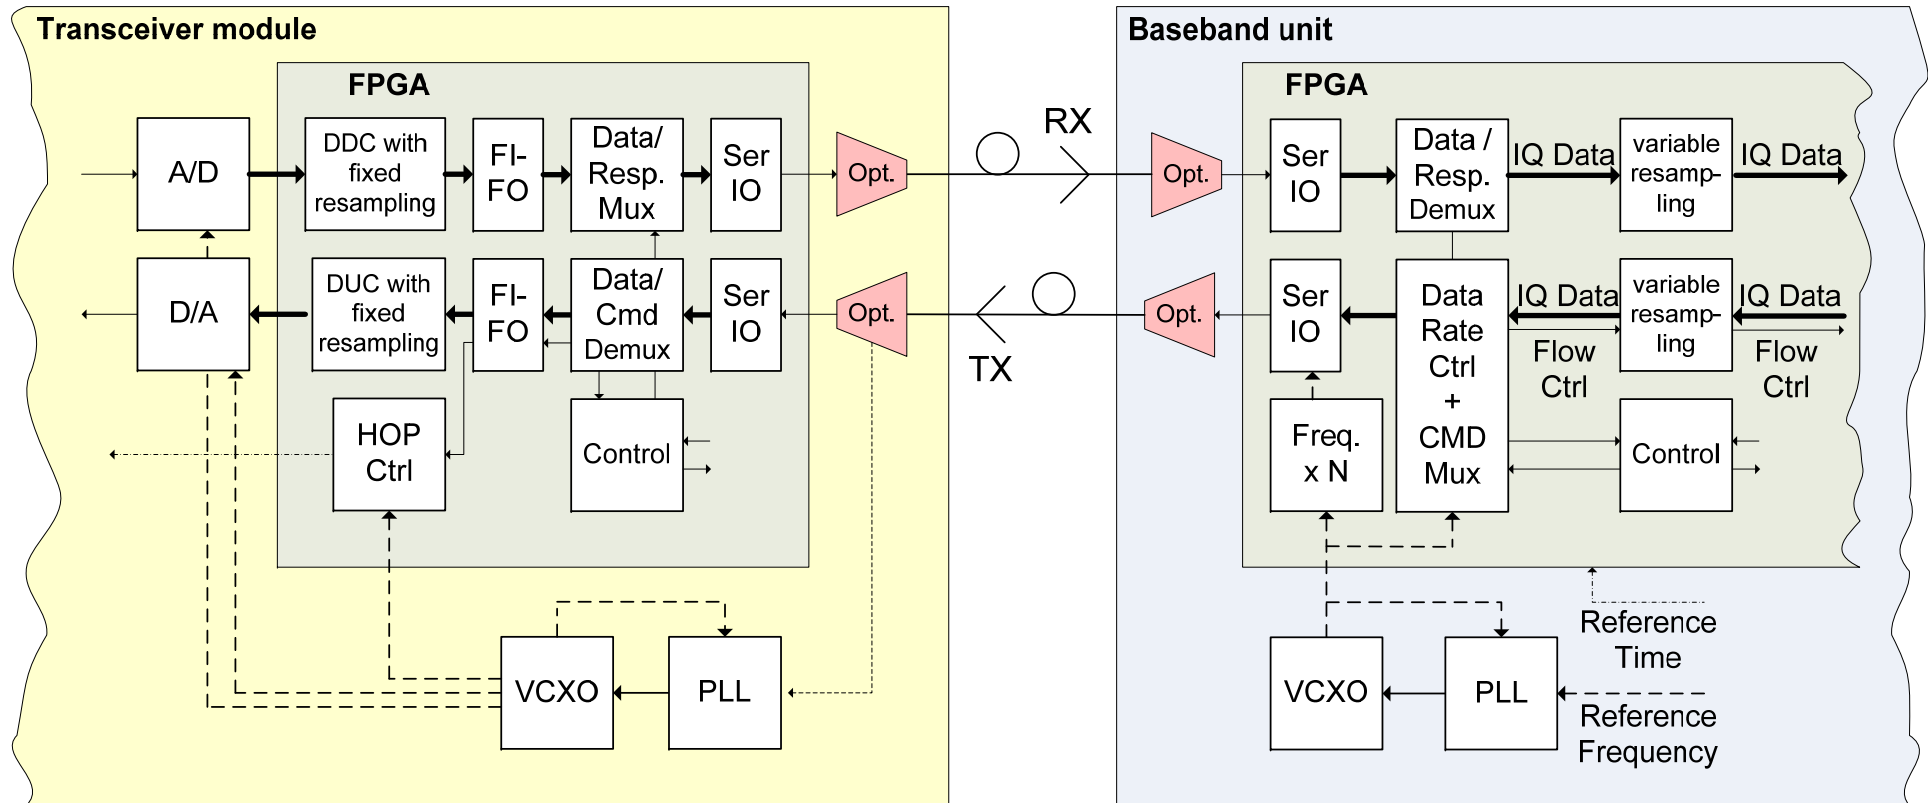 Transceiver module
Baseband unit
FPGA
FPGA
A/D
DDC with
fixed
resampling
FI-
FO
Data/
Resp.
Mux
Ser
IO
Opt.
RX
Opt.
Ser
IO
Data /
Resp.
Demux
IQ Data
variable
resamp-
ling
IQ Data
D/A
DUC with
fixed
resampling
FI-
FO
Data/
Cmd
Demux
Ser
IO
Opt.
TX
Opt.
Ser
IO
Data
Rate
Ctrl
+
CMD
Mux
IQ Data
Flow
Ctrl
variable
resamp-
ling
IQ Data
Flow
Ctrl
HOP
Ctrl
Control
Freq.
x N
Control
VCXO
PLL
VCXO
PLL
Reference
Time
Reference
Frequency